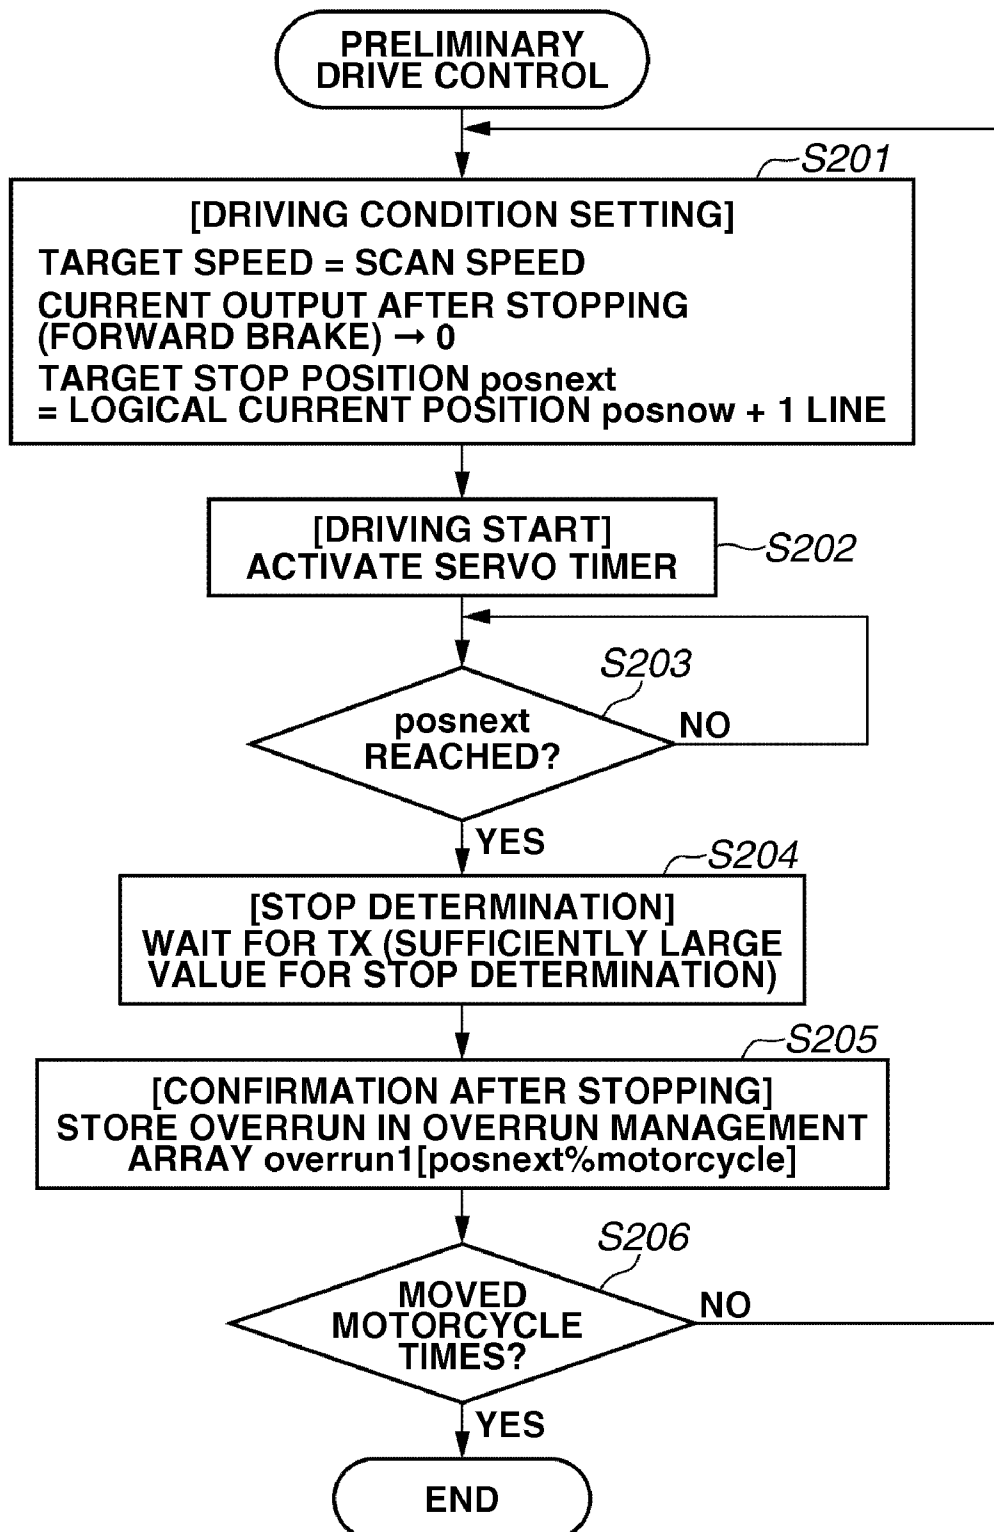 PRELIMINARY
DRIVE CONTROL
S201
[DRIVING CONDITION SETTING]
TARGET SPEED = SCAN SPEED
CURRENT OUTPUT AFTER STOPPING
(FORWARD BRAKE) → 0
TARGET STOP POSITION posnext
= LOGICAL CURRENT POSITION posnow + 1 LINE
[DRIVING START]
ACTIVATE SERVO TIMER
S202
S203
posnext
REACHED?
NO
YES
S204
[STOP DETERMINATION]
WAIT FOR TX (SUFFICIENTLY LARGE
VALUE FOR STOP DETERMINATION)
S205
[CONFIRMATION AFTER STOPPING]
STORE OVERRUN IN OVERRUN MANAGEMENT
ARRAY overrun1[posnext%motorcycle]
S206
MOVED
MOTORCYCLE
TIMES?
NO
YES
END